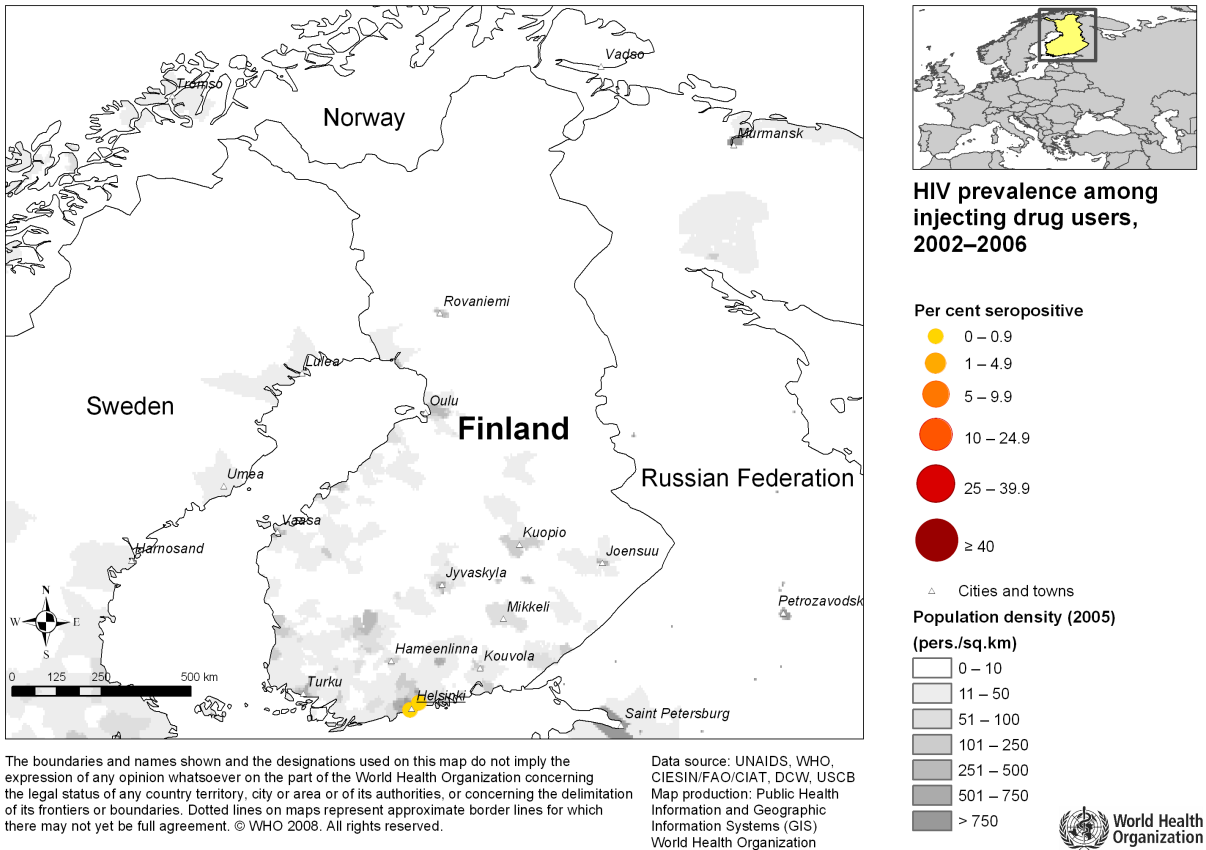 Vadso
Tromso
Norway
Murmansk
Rovaniemi
Lulea
Sweden
Oulu
Finland
Umea
Russian Federation
Vaasa
Harnosand
Kuopio
Joensuu
Jyvaskyla
Mikkeli
Petrozavodsk
N
W E
S
Hameenlinna
Kouvola
0 125 250 500 km
Turku
Helsinki
Saint Petersburg
HIV prevalence among
injecting drug users,
2002–2006
Per cent seropositive
0 – 0.9
1 – 4.9
5 – 9.9
10 – 24.9
25 – 39.9
≥ 40
Cities and towns
Population density (2005)
(pers./sq.km)
0 – 10
11 – 50
51 – 100
101 – 250
251 – 500
501 – 750
> 750
The boundaries and names shown and the designations used on this map do not imply the
expression of any opinion whatsoever on the part of the World Health Organization concerning
the legal status of any country, territory, city or area or of its authorities, or concerning the delimitation
of its frontiers or boundaries. Dotted lines on maps represent approximate border lines for which
there may not yet be full agreement. © WHO 2008. All rights reserved.
Data source: UNAIDS, WHO,
CIESIN/FAO/CIAT, DCW, USCB
Map production: Public Health
Information and Geographic
Information Systems (GIS)
World Health Organization
World Health
Organization